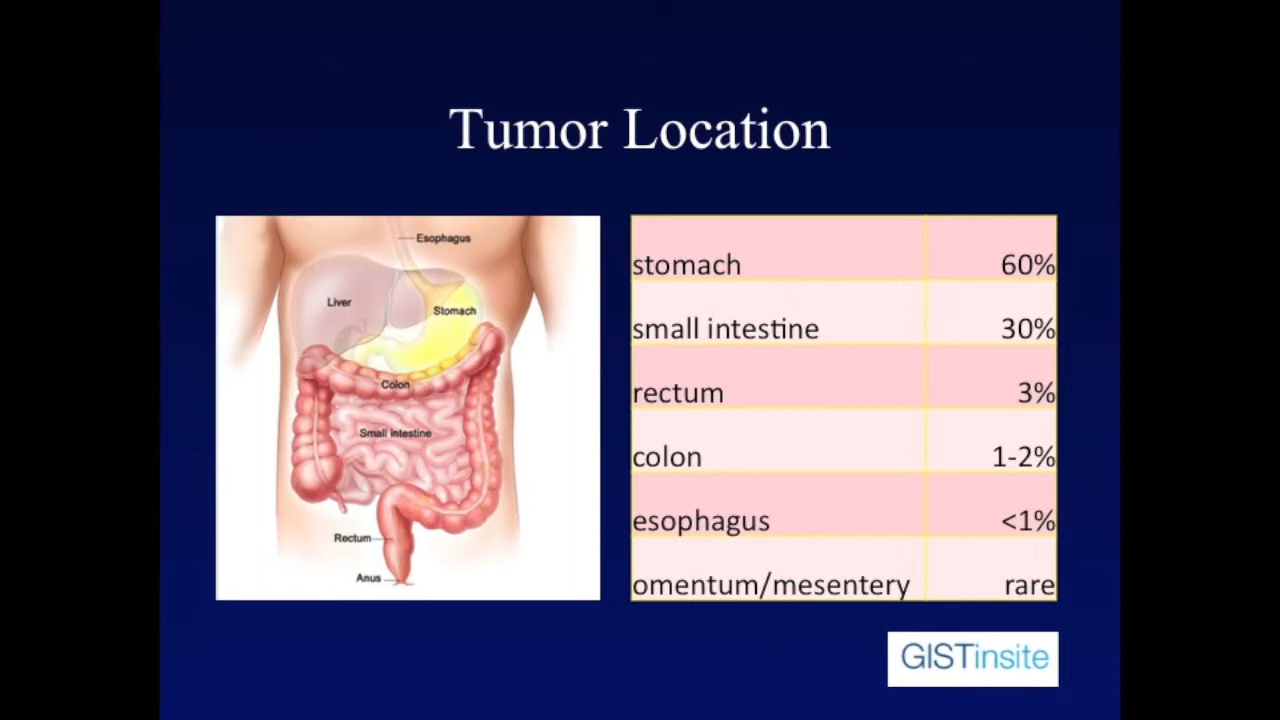 Tumor Location
Esophagus
Liver
Stomach
Colon
Small intestine
Rectum
Anus
stomach 60%
small intestine 30%
rectum 3%
colon 1-2%
esophagus <1%
omentum/mesentery rare
GISTinsite